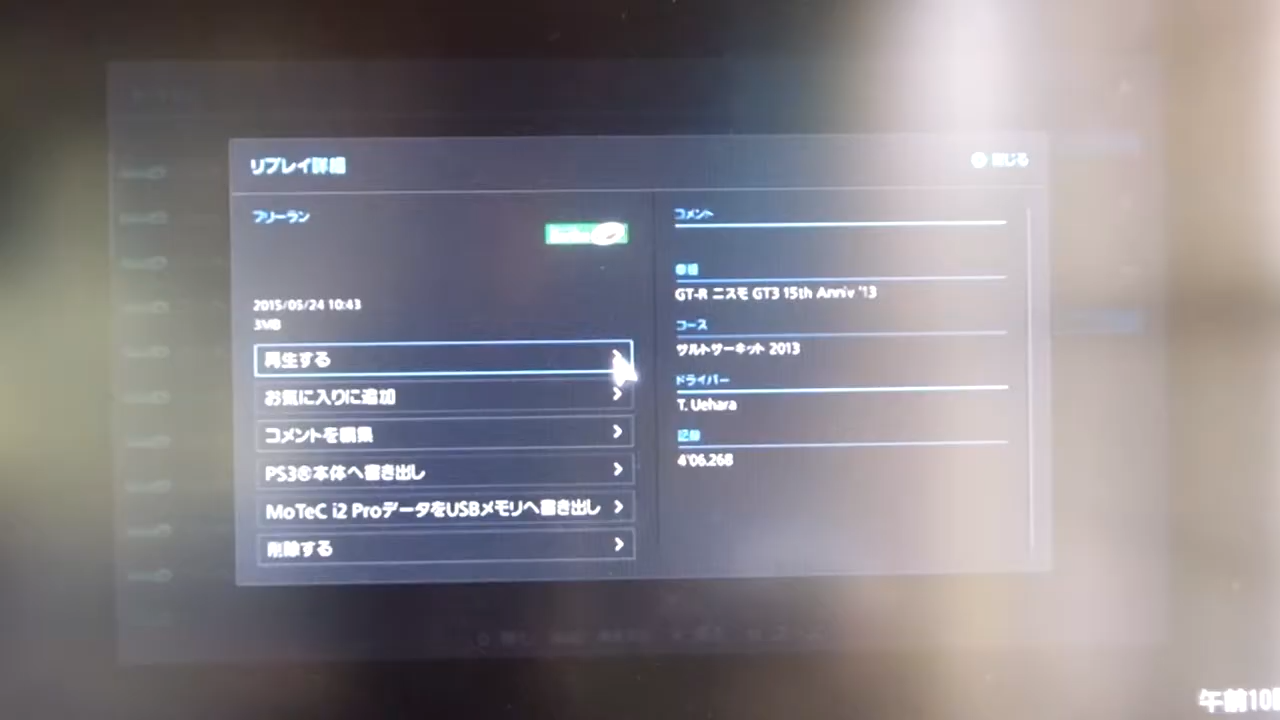 リプレイ詳細
閉じる
フリーラン
2015/05/24 10:43
3MB
再生する
お気に入りに追加
コメントを編集
PS3®本体へ書き出し
MoTeC i2 ProデータをUSBメモリへ書き出し
削除する
コメント
車種
GT-R ニスモ GT3 15th Anniv '13
コース
サルトサーキット 2013
ドライバー
T. Uehara
記録
4'06.268
午前10